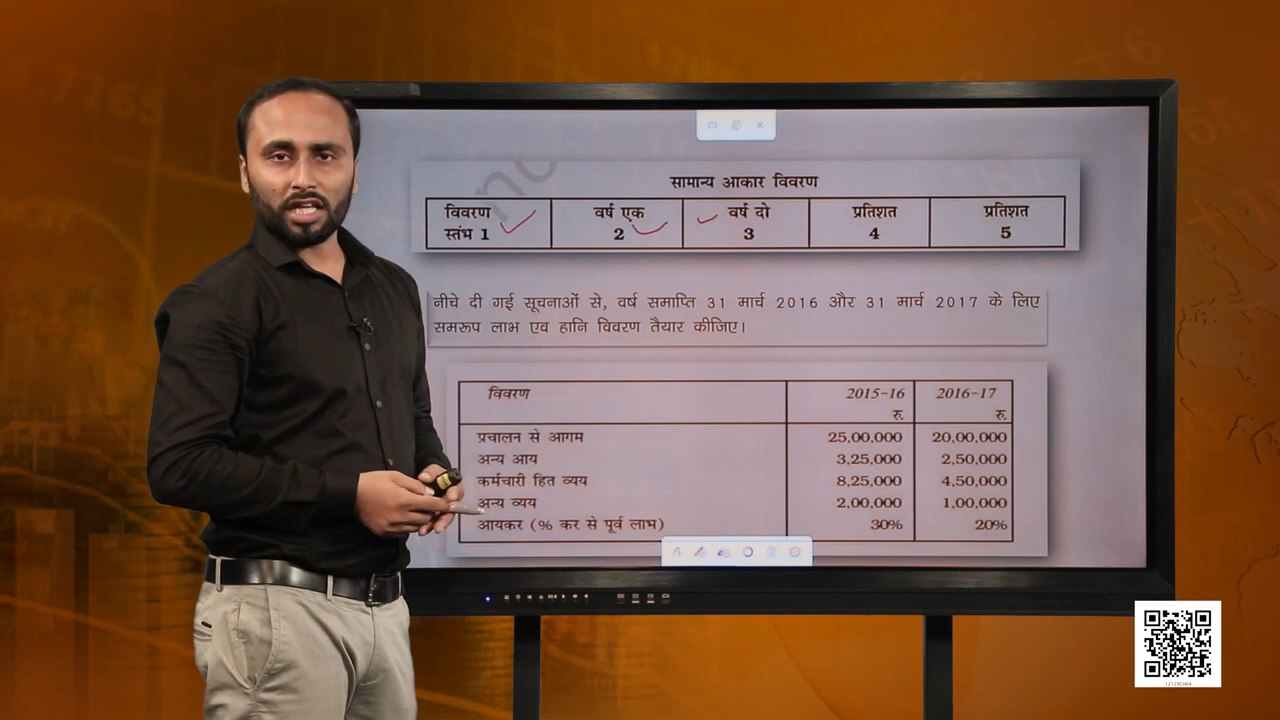 सामान्य आकार विवरण
विवरण वर्ष एक वर्ष दो प्रतिशत प्रतिशत
स्तंभ 1 2 3 4 5
नीचे दी गई सूचनाओं से, वर्ष समाप्ति 31 मार्च 2016 और 31 मार्च 2017 के लिए
समरूप लाभ एव हानि विवरण तैयार कीजिए।
विवरण 2015-16 2016-17
रु. रु.
प्रचालन से आगम 25,00,000 20,00,000
अन्य आय 3,25,000 2,50,000
कर्मचारी हित व्यय 8,25,000 4,50,000
अन्य व्यय 2,00,000 1,00,000
आयकर (% कर से पूर्व लाभ) 30% 20%